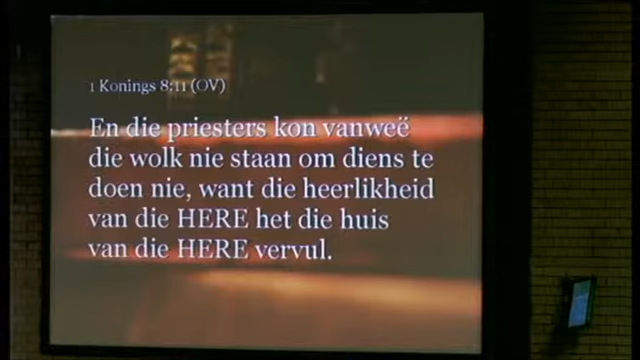 1 Konings 8:11 (OV)
En die priesters kon vanweë
die wolk nie staan om diens te
doen nie, want die heerlikheid
van die HERE het die huis
van die HERE vervul.